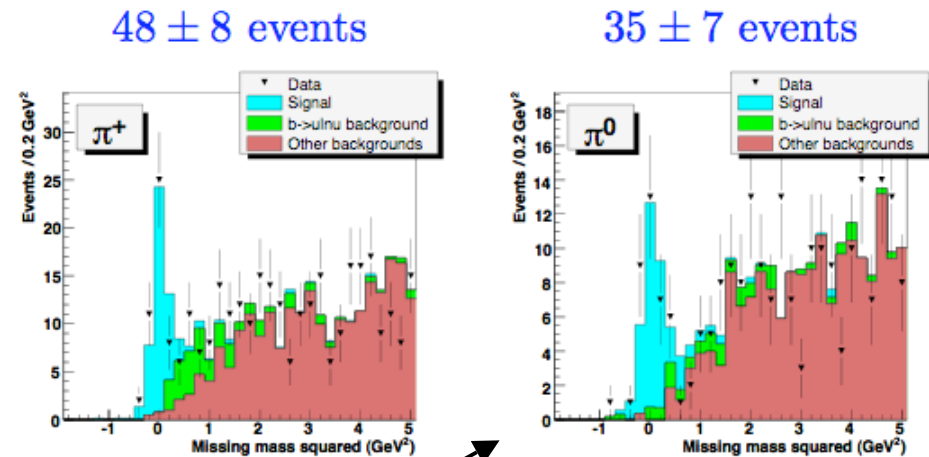 48 ± 8 events
35 ± 7 events
Data
Signal
b->ulnu background
Other backgrounds
π+
Events / 0.2 GeV²
30
25
20
15
10
5
0
-1 0 1 2 3 4 5
Missing mass squared (GeV²)
Data
Signal
b->ulnu background
Other backgrounds
π0
Events / 0.2 GeV²
18
16
14
12
10
8
6
4
2
0
-1 0 1 2 3 4 5
Missing mass squared (GeV²)